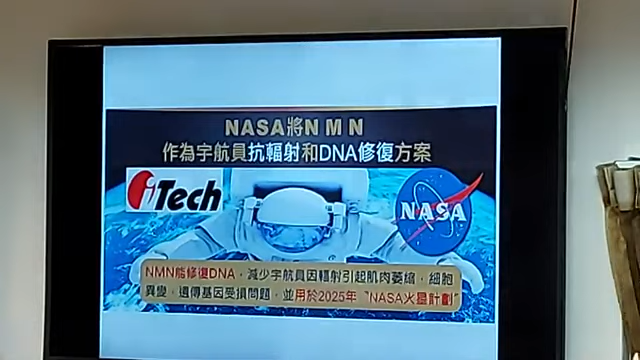 NASA將NMN
作為宇航員抗輻射和DNA修復方案
iTech
NASA
NMN能修復DNA，減少宇航員因輻射引起肌肉萎縮，細胞
異變，遺傳基因受損問題，並用於2025年“NASA火星計劃”